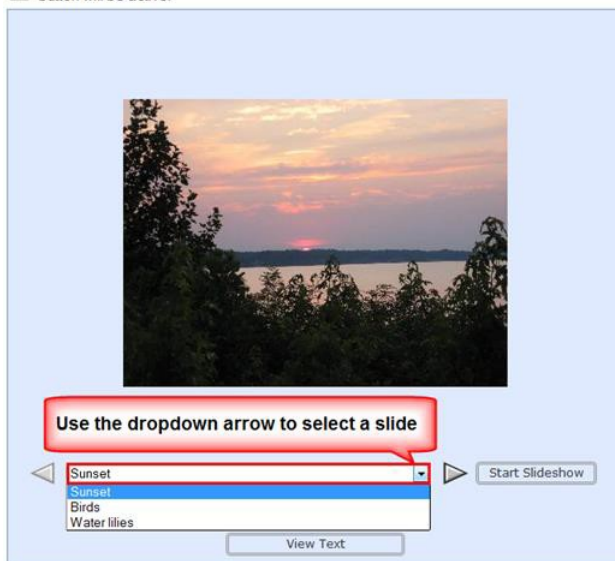 Use the dropdown arrow to select a slide
Sunset
Start Slideshow
Sunset
Birds
Water lilies
View Text